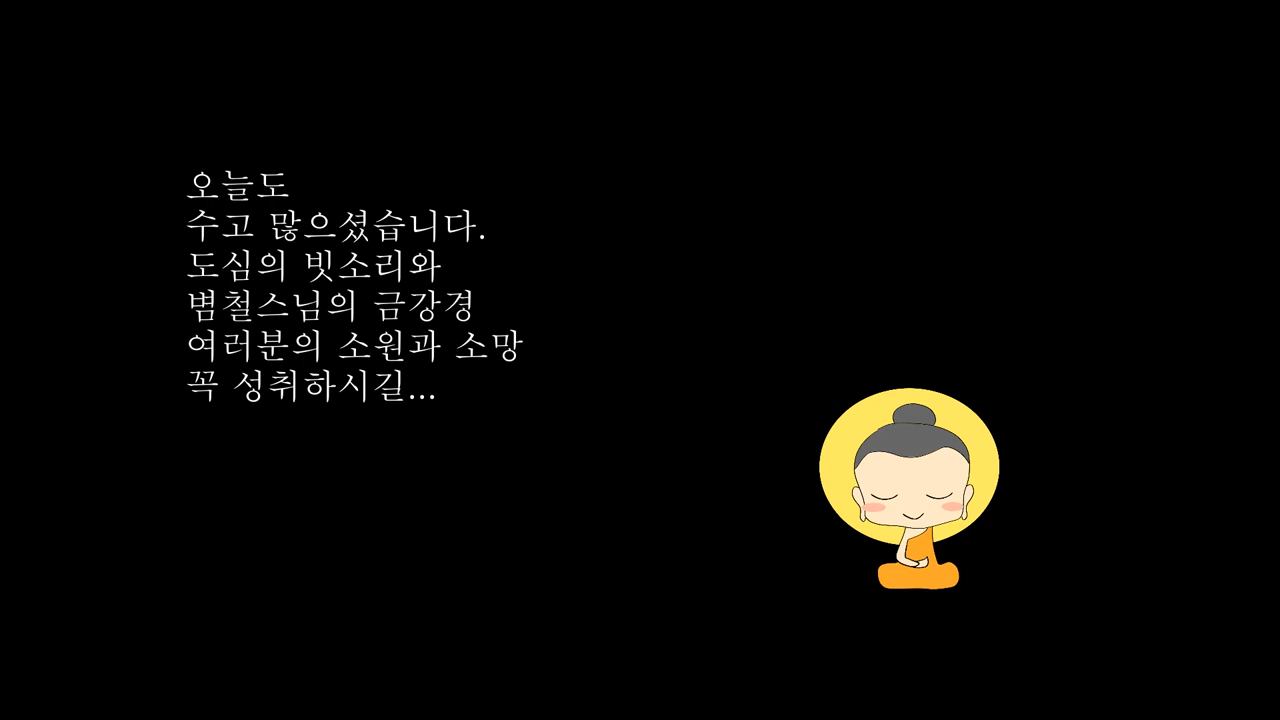 오늘도
수고 많으셨습니다.
도심의 빗소리와
범철스님의 금강경
여러분의 소원과 소망
꼭 성취하시길...